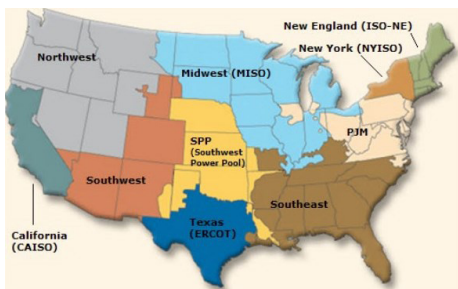 New England (ISO-NE)
New York (NYISO)
Northwest
Midwest (MISO)
PJM
SPP
(Southwest
Power Pool)
Southwest
Southeast
Texas
(ERCOT)
California
(CAISO)